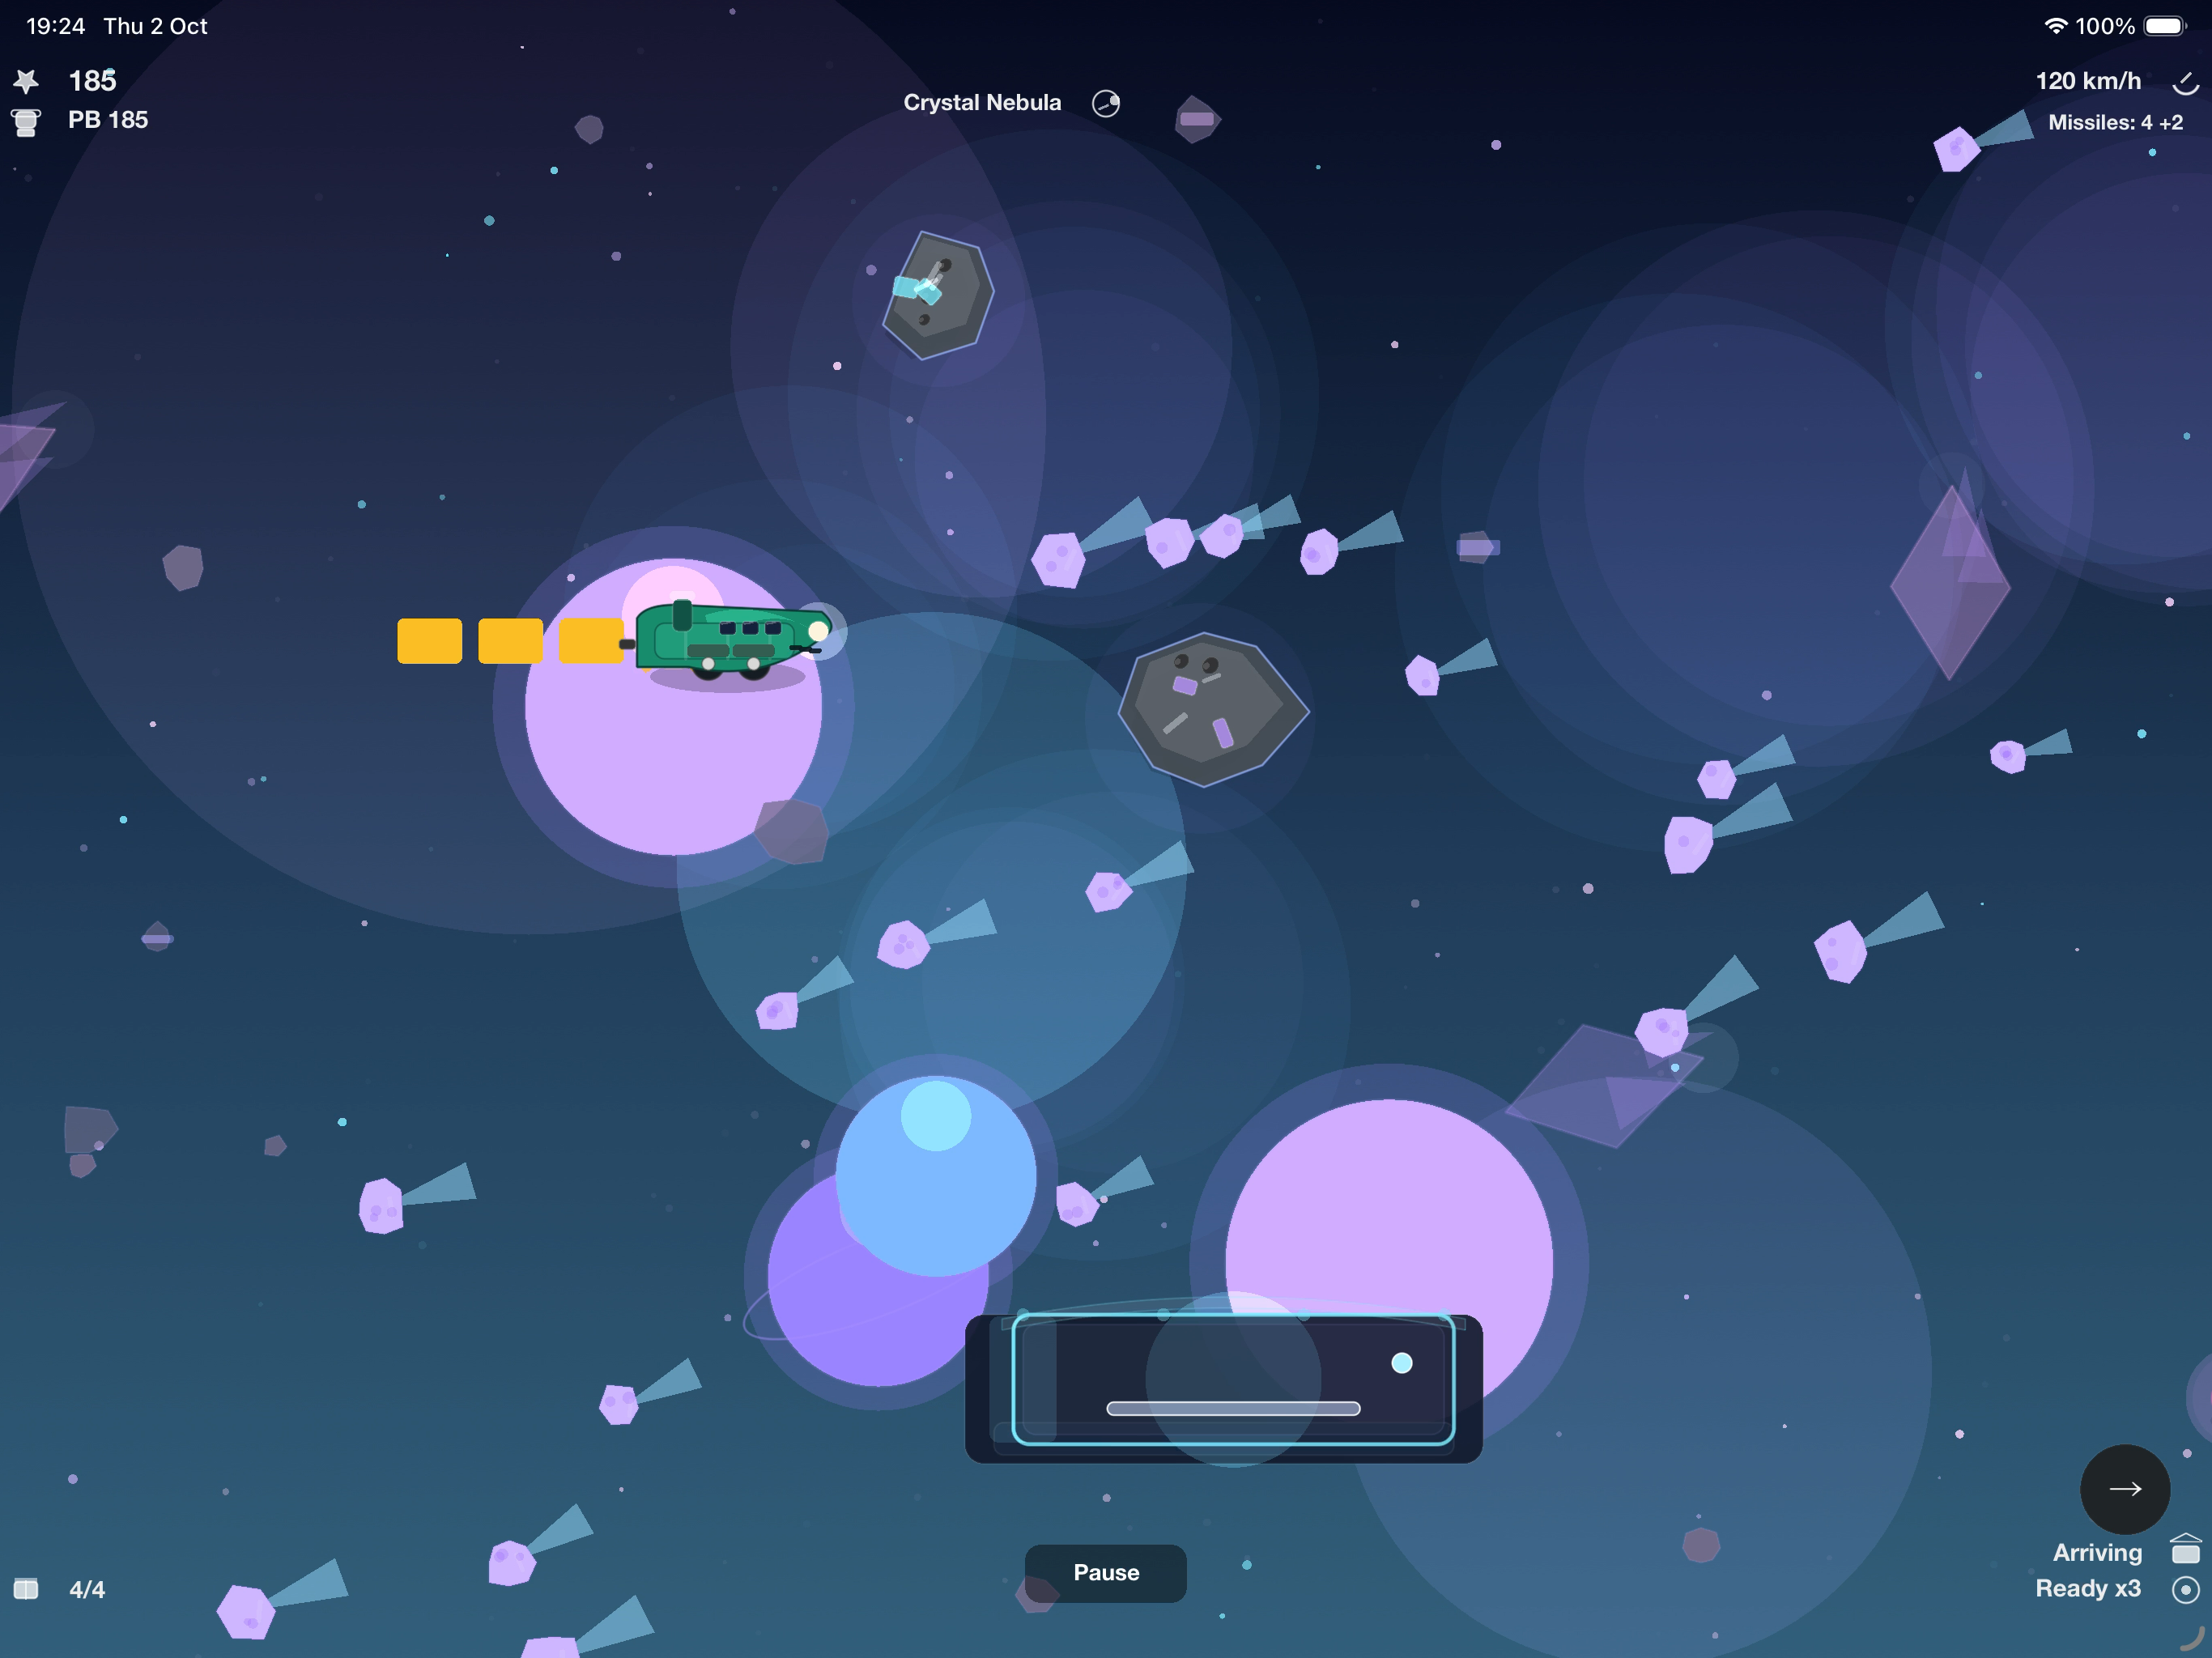 19:24 Thu 2 Oct
100%
185
PB 185
Crystal Nebula
120 km/h
Missiles: 4 +2
Arriving
Ready x3
4/4
Pause